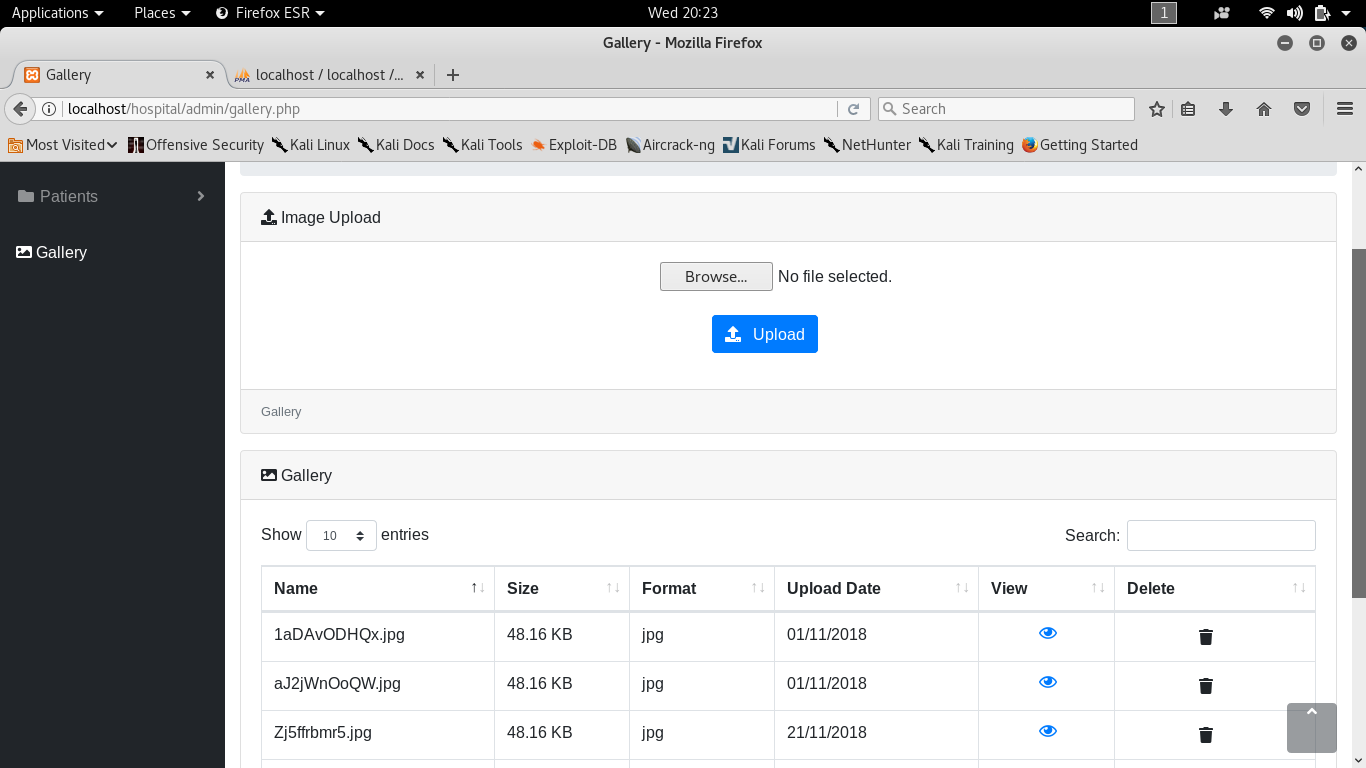 Applications Places Firefox ESR Wed 20:23 1
Gallery - Mozilla Firefox
Gallery PMA localhost / localhost /...
localhost/hospital/admin/gallery.php Search
Most Visited Offensive Security Kali Linux Kali Docs Kali Tools Exploit-DB Aircrack-ng Kali Forums NetHunter Kali Training Getting Started
Patients
Gallery
Image Upload
Browse... No file selected.
Upload
Gallery
Gallery
Show 10 entries Search:
Name Size Format Upload Date View Delete
1aDAvODHQx.jpg 48.16 KB jpg 01/11/2018
aJ2jWnOoQW.jpg 48.16 KB jpg 01/11/2018
Zj5ffrbmr5.jpg 48.16 KB jpg 21/11/2018